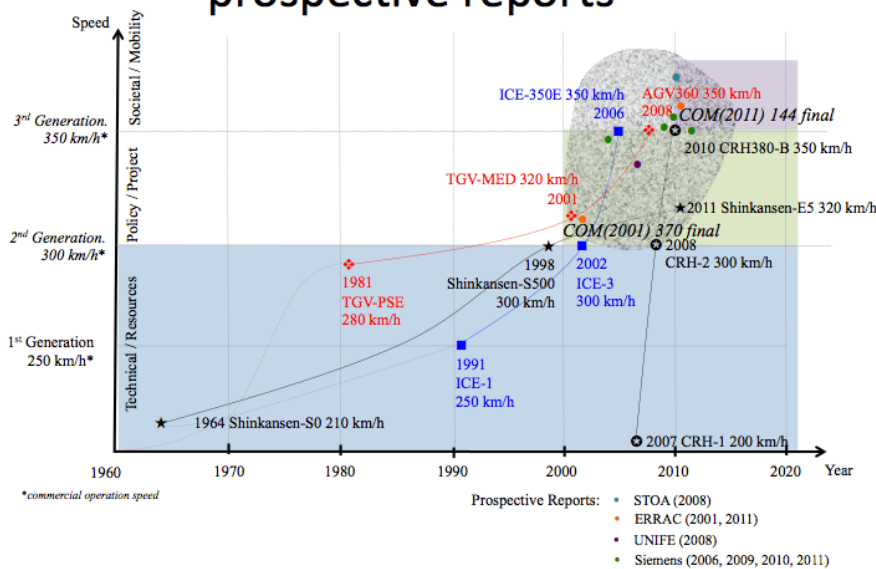 prospective reports
Speed
Societal / Mobility
Policy / Project
Technical / Resources
3rd Generation.
350 km/h*
2nd Generation.
300 km/h*
1st Generation
250 km/h*
ICE-350E 350 km/h
2006
AGV360 350 km/h
2008
COM(2011) 144 final
2010 CRH380-B 350 km/h
TGV-MED 320 km/h
2001
2011 Shinkansen-E5 320 km/h
COM(2001) 370 final
2008
CRH-2 300 km/h
1998
Shinkansen-S500
300 km/h
2002
ICE-3
300 km/h
1981
TGV-PSE
280 km/h
1991
ICE-1
250 km/h
1964 Shinkansen-S0 210 km/h
2007 CRH-1 200 km/h
1960
1970
1980
1990
2000
2010
2020
Year
*commercial operation speed
Prospective Reports:
STOA (2008)
ERRAC (2001, 2011)
UNIFE (2008)
Siemens (2006, 2009, 2010, 2011)